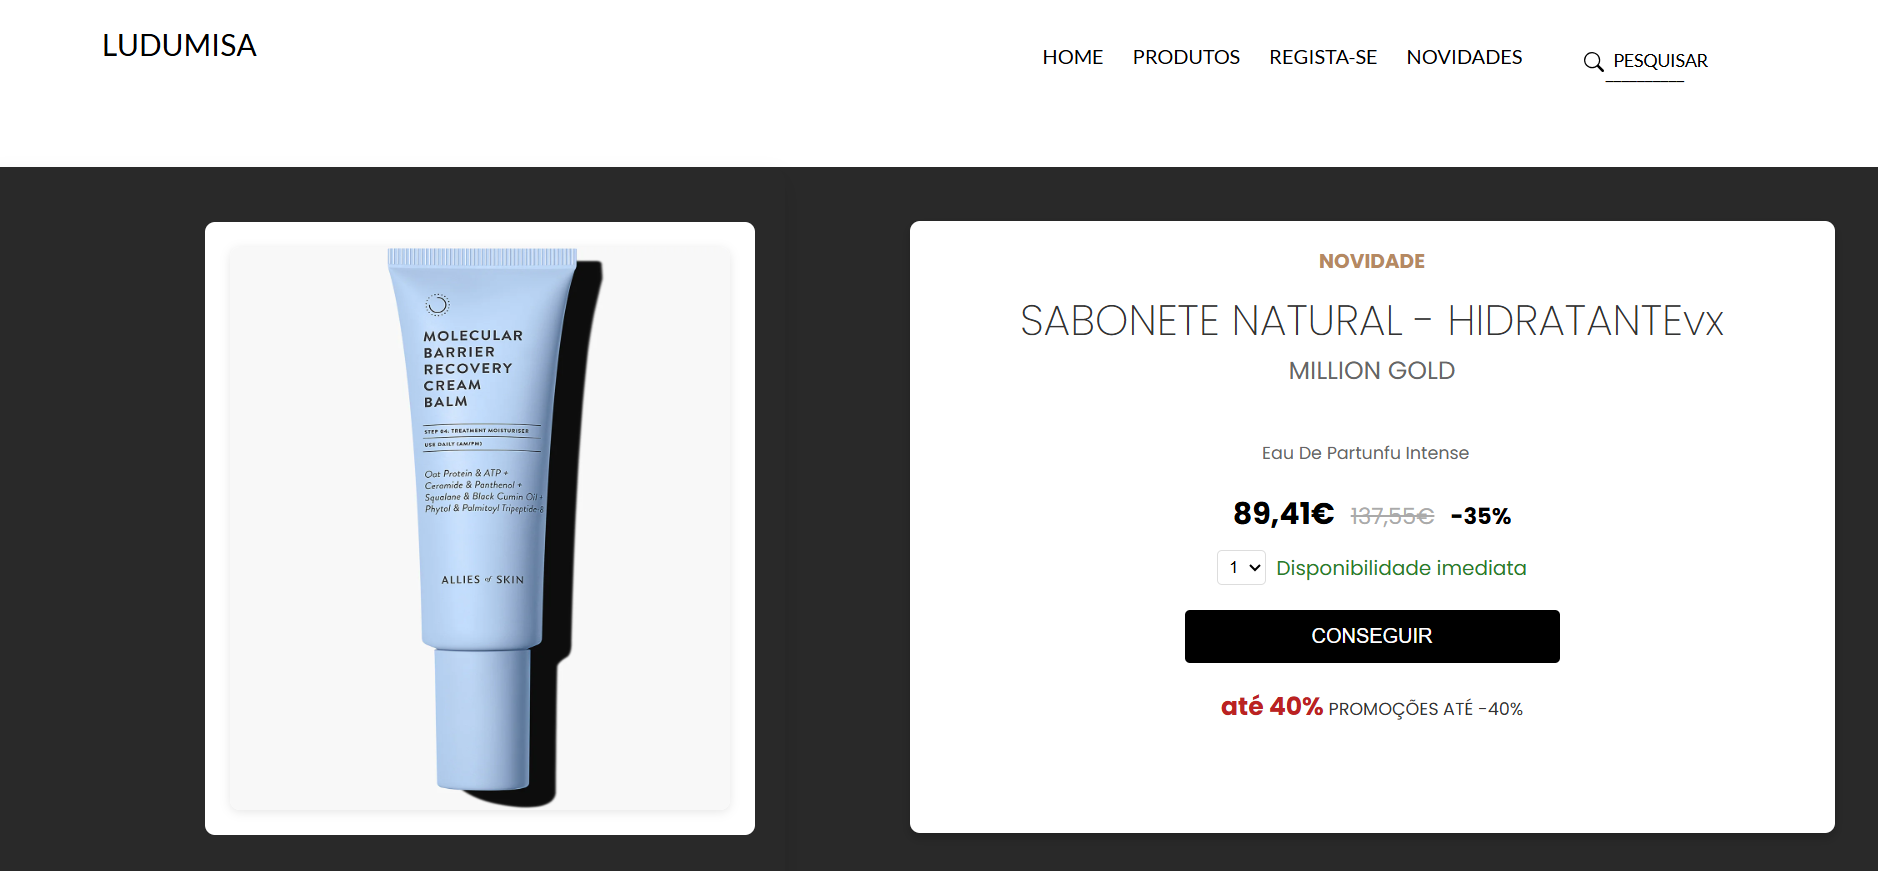 LUDUMISA
HOME PRODUTOS REGISTA-SE NOVIDADES PESQUISAR
MOLECULAR
BARRIER
RECOVERY
CREAM
BALM
STEP 04. TREATMENT MOISTURISER
USE DAILY (AM/PM)
Oat Protein & ATP +
Ceramide & Panthenol +
Squalane & Black Cumin Oil +
Phytol & Palmitoyl Tripeptide-8
ALLIES of SKIN
NOVIDADE
SABONETE NATURAL - HIDRATANTEvx
MILLION GOLD
Eau De Partunfu Intense
89,41€ 137,55€ -35%
1 Disponibilidade imediata
CONSEGUIR
até 40% PROMOÇÕES ATÉ -40%